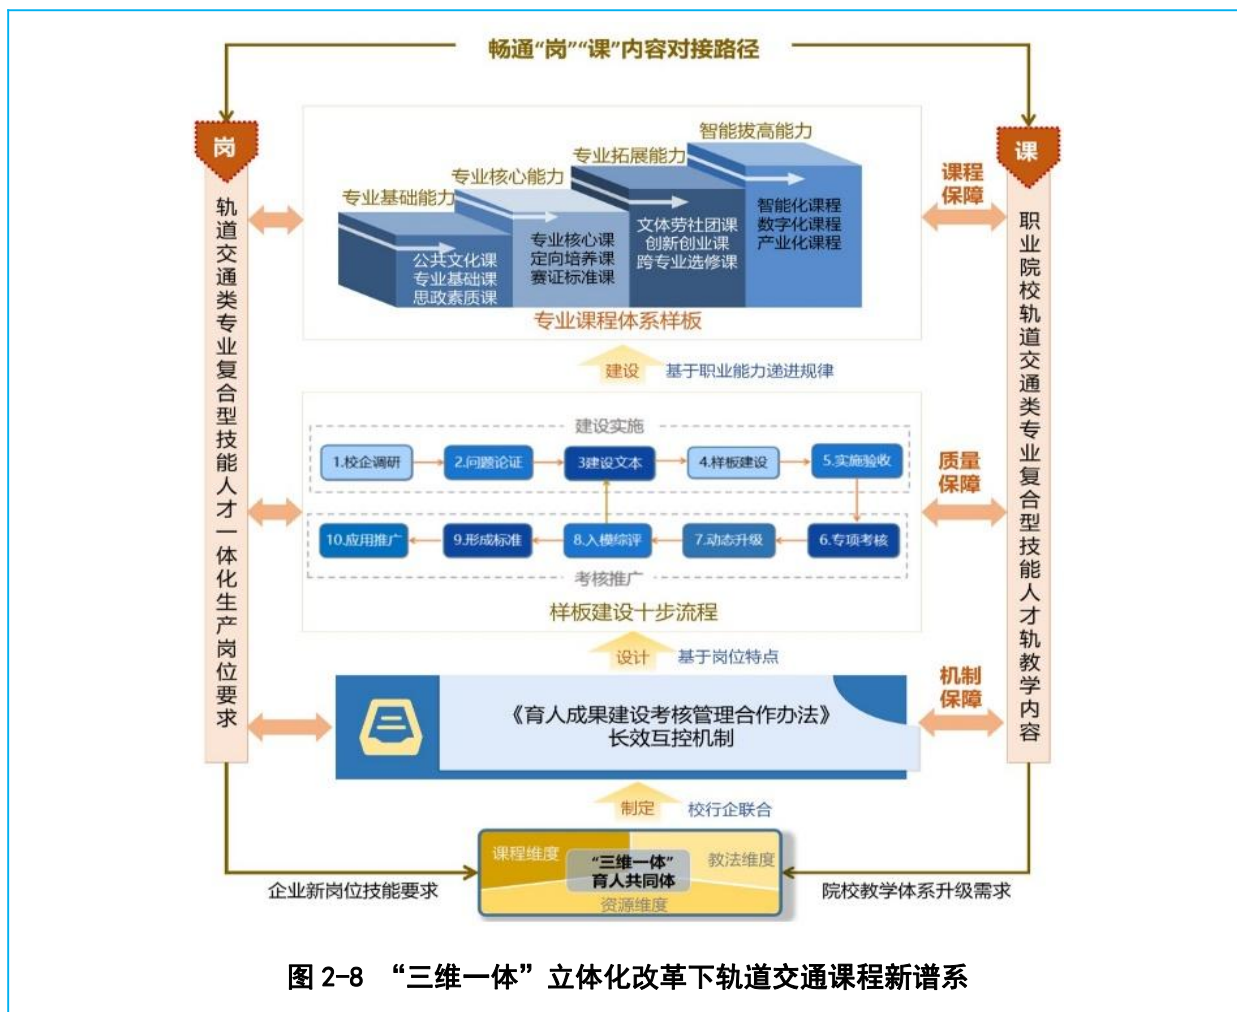 畅通“岗”“课”内容对接路径
岗
轨道交通类专业复合型技能人才一体化生产岗位要求
智能拔高能力
专业拓展能力
专业核心能力
专业基础能力
公共文化课
专业基础课
思政素质课
专业核心课
定向培养课
赛证标准课
文体劳社团课
创新创业课
跨专业选修课
智能化课程
数字化课程
产业化课程
专业课程体系样板
建设
基于职业能力递进规律
建设实施
1.校企调研
2.问题论证
3建设文本
4.样板建设
5.实施验收
10.应用推广
9.形成标准
8.入模综评
7.动态升级
6.专项考核
考核推广
样板建设十步流程
设计
基于岗位特点
《育人成果建设考核管理合作办法》
长效互控机制
制定
校行企联合
课程维度
教法维度
“三维一体”
育人共同体
资源维度
企业新岗位技能要求
院校教学体系升级需求
课程
保障
质量
保障
机制
保障
课
职业院校轨道交通类专业复合型技能人才轨教学内容
图 2-8 “三维一体”立体化改革下轨道交通课程新谱系